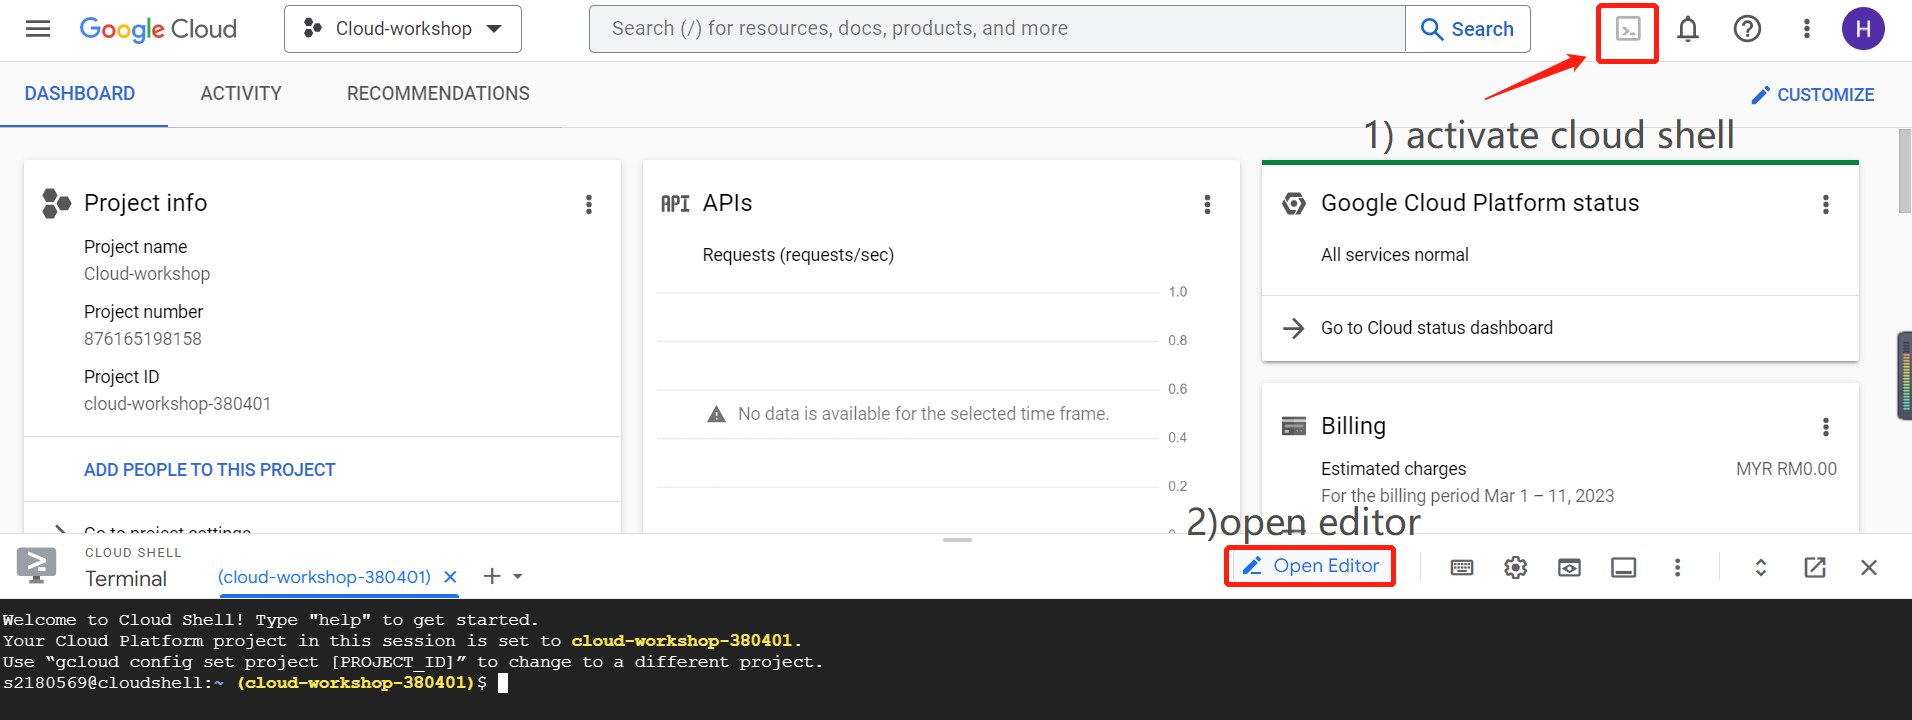 Google Cloud
Cloud-workshop
Search (/) for resources, docs, products, and more
Search
H
DASHBOARD
ACTIVITY
RECOMMENDATIONS
CUSTOMIZE
1) activate cloud shell
Project info
Project name
Cloud-workshop
Project number
876165198158
Project ID
cloud-workshop-380401
ADD PEOPLE TO THIS PROJECT
Go to project settings
API APIs
Requests (requests/sec)
1.0
0.8
0.6
No data is available for the selected time frame.
0.4
0.2
0
Google Cloud Platform status
All services normal
Go to Cloud status dashboard
Billing
Estimated charges
MYR RM0.00
For the billing period Mar 1 – 11, 2023
2)open editor
CLOUD SHELL
Terminal
(cloud-workshop-380401)
Open Editor
Welcome to Cloud Shell! Type "help" to get started.
Your Cloud Platform project in this session is set to cloud-workshop-380401.
Use “gcloud config set project [PROJECT_ID]” to change to a different project.
s2180569@cloudshell:~ (cloud-workshop-380401)$